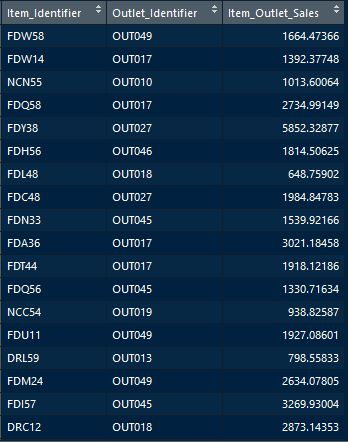 Item_Identifier Outlet_Identifier Item_Outlet_Sales
FDW58 OUT049 1664.47366
FDW14 OUT017 1392.37748
NCN55 OUT010 1013.60064
FDQ58 OUT017 2734.99149
FDY38 OUT027 5852.32877
FDH56 OUT046 1814.50625
FDL48 OUT018 648.75902
FDC48 OUT027 1984.84783
FDN33 OUT045 1539.92166
FDA36 OUT017 3021.18458
FDT44 OUT017 1918.12186
FDQ56 OUT045 1330.71634
NCC54 OUT019 938.82587
FDU11 OUT049 1927.08601
DRL59 OUT013 798.55833
FDM24 OUT049 2634.07805
FDI57 OUT045 3269.93004
DRC12 OUT018 2873.14353